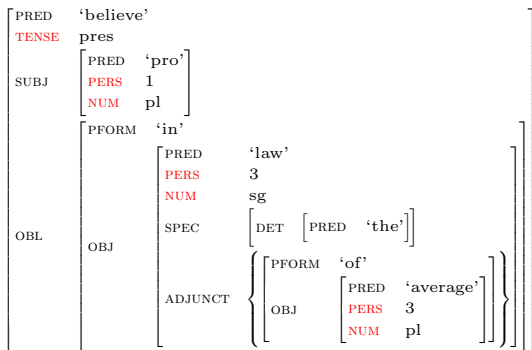 PRED ‘believe’
TENSE pres
SUBJ PRED ‘pro’
PERS 1
NUM pl
OBL PFORM ‘in’
OBJ PRED ‘law’
PERS 3
NUM sg
SPEC DET PRED ‘the’
ADJUNCT PFORM ‘of’
OBJ PRED ‘average’
PERS 3
NUM pl